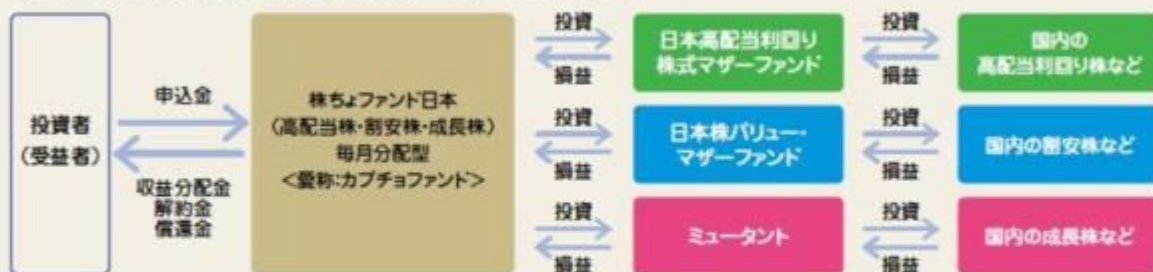 投資者
(受益者)
申込金
収益分配金
解約金
償還金
株ちょファンド日本
(高配当株・割安株・成長株)
毎月分配型
<愛称:カブチョファンド>
投資
損益
日本高配当利回り
株式マザーファンド
投資
損益
国内の
高配当利回り株など
投資
損益
日本株バリュー・
マザーファンド
投資
損益
国内の割安株など
投資
損益
ミュータント
投資
損益
国内の成長株など